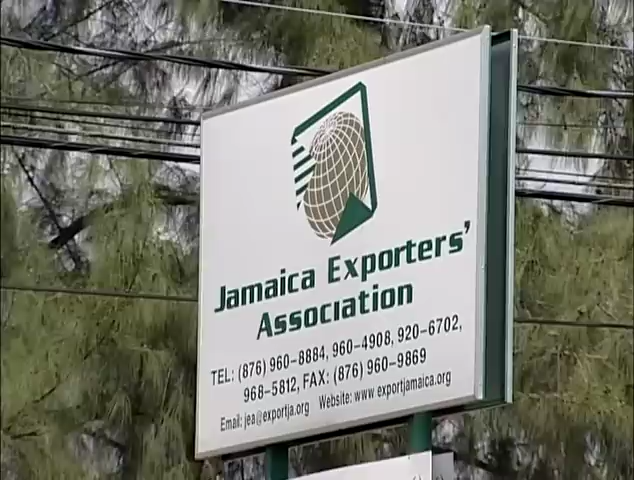 Jamaica Exporters'
Association
TEL: (876) 960-8884, 960-4908, 920-6702,
968-5812, FAX: (876) 960-9869
Email: jea@exportja.org Website: www exportjamaica.org